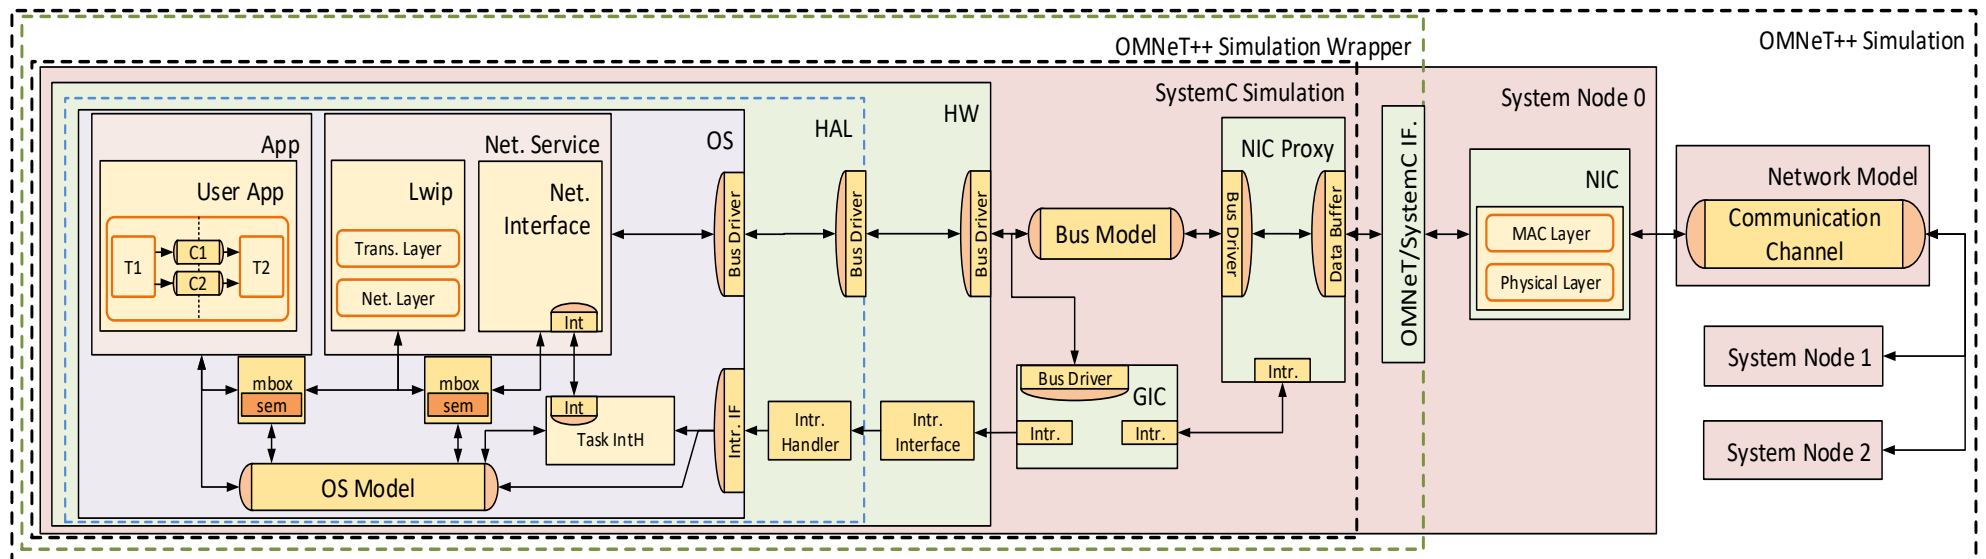 OMNeT++ Simulation Wrapper
OMNeT++ Simulation
SystemC Simulation
System Node 0
HW
HAL
OS
App
Net. Service
NIC Proxy
User App
Lwip
Net.
Interface
T1
C1
C2
T2
Trans. Layer
Net. Layer
Int
Bus Driver
Bus Driver
Bus Driver
Bus Model
Bus Driver
Data Buffer
OMNeT/SystemC IF.
NIC
MAC Layer
Physical Layer
Network Model
Communication
Channel
System Node 1
System Node 2
mbox
sem
mbox
sem
Int
Task IntH
OS Model
Intr. IF
Intr.
Handler
Intr.
Interface
Bus Driver
GIC
Intr.
Intr.
Intr.